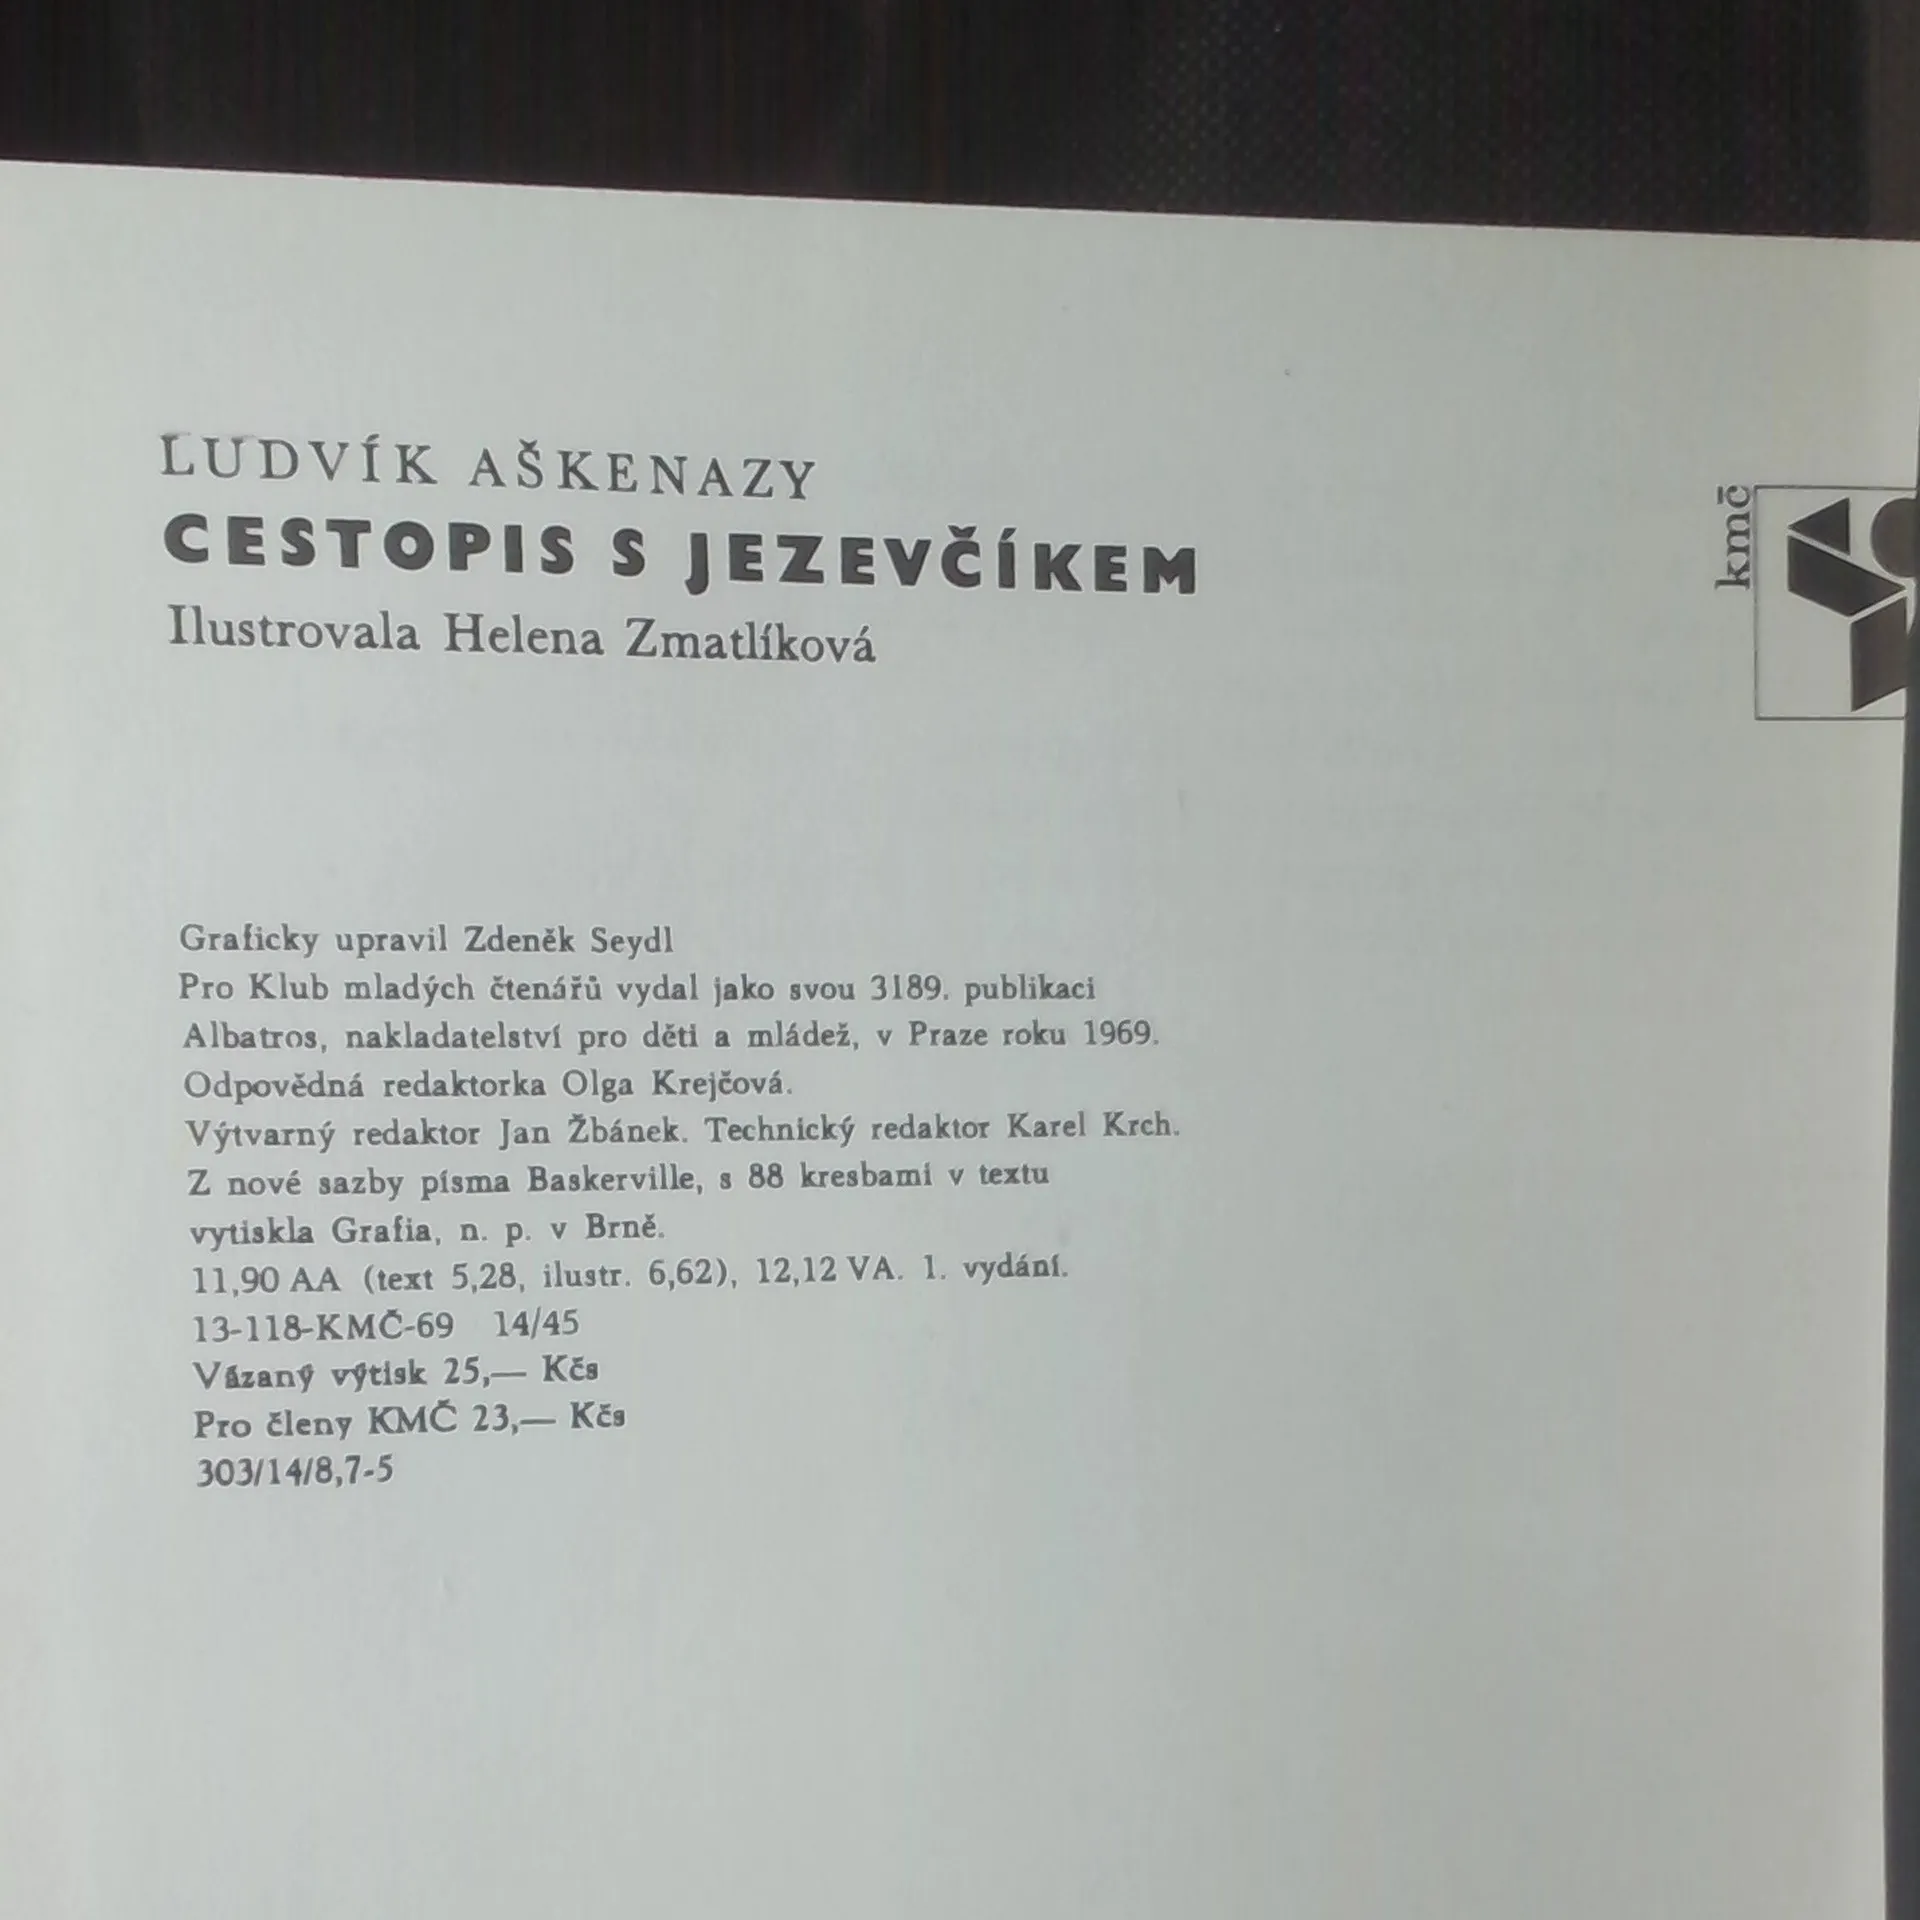 LUDVÍK AŠKENAZY
CESTOPIS S JEZEVČÍKEM
Ilustrovala Helena Zmatlíková
kmč
Graficky upravil Zdeněk Seydl
Pro Klub mladých čtenářů vydal jako svou 3189. publikaci
Albatros, nakladatelství pro děti a mládež, v Praze roku 1969.
Odpovědná redaktorka Olga Krejčová.
Výtvarný redaktor Jan Žbánek. Technický redaktor Karel Krch.
Z nové sazby písma Baskerville, s 88 kresbami v textu
vytiskla Grafia, n. p. v Brně.
11,90 AA (text 5,28, ilustr. 6,62), 12,12 VA. 1. vydání.
13-118-KMČ-69 14/45
Vázaný výtisk 25,— Kčs
Pro členy KMČ 23,— Kčs
303/14/8,7-5